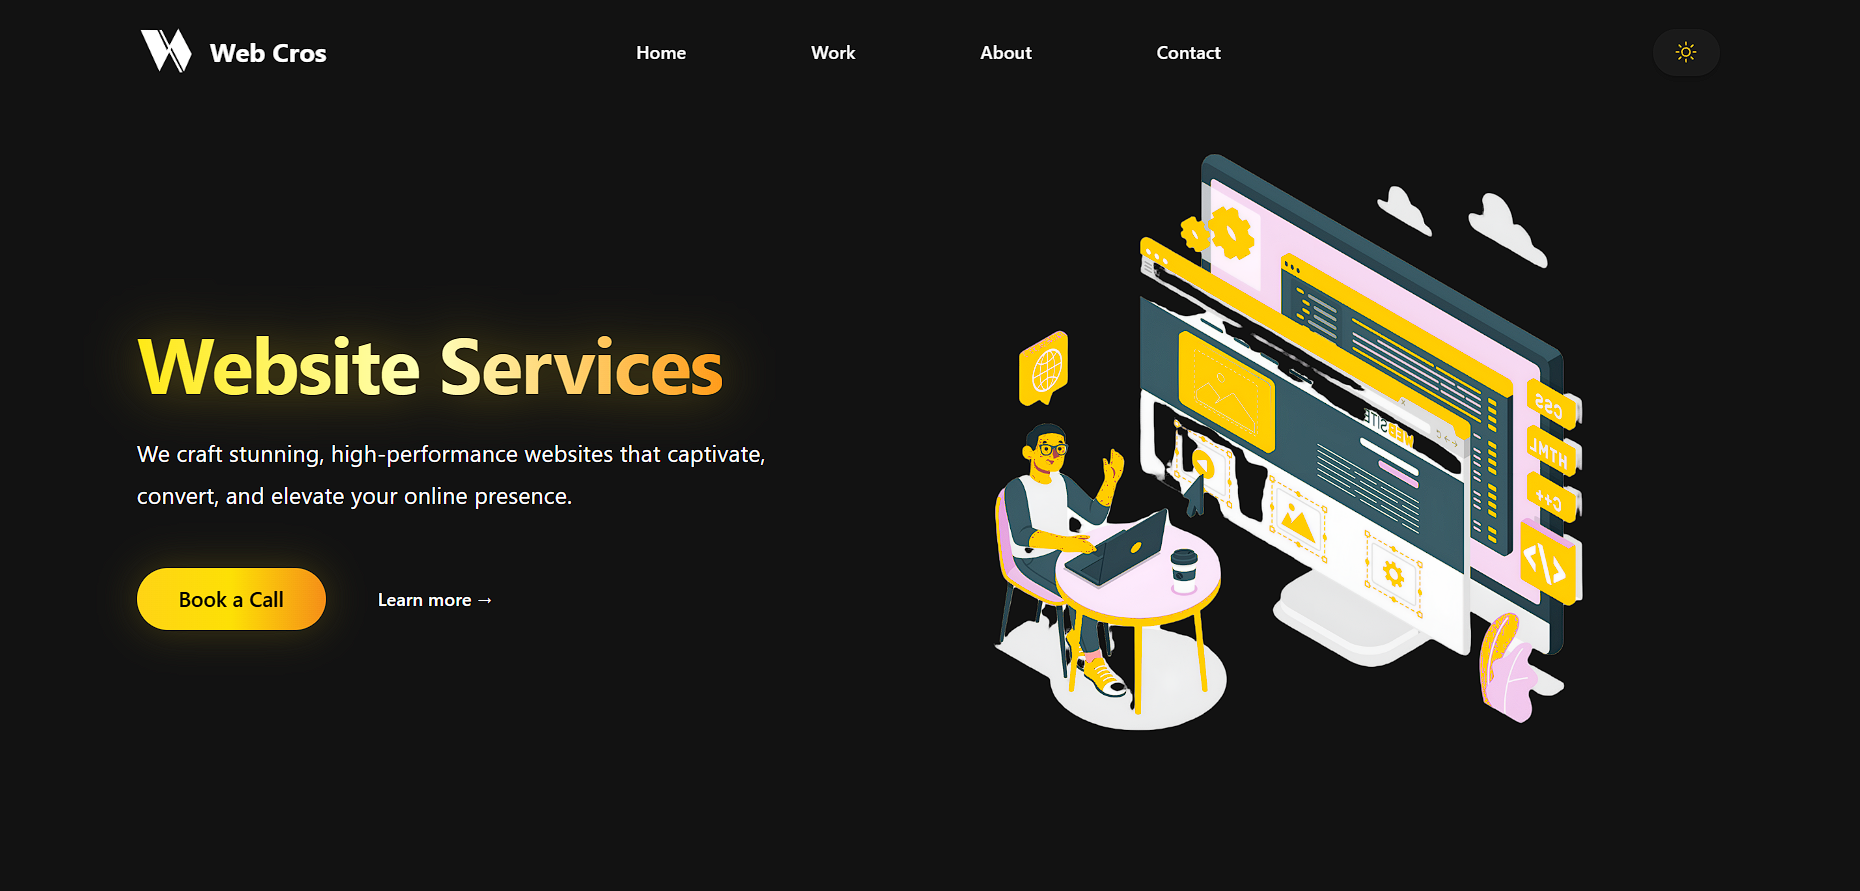 Web Cros
Home
Work
About
Contact
Website Services
We craft stunning, high-performance websites that captivate,
convert, and elevate your online presence.
Book a Call
Learn more →
WEBSITE
CSS
HTML
C++
</>